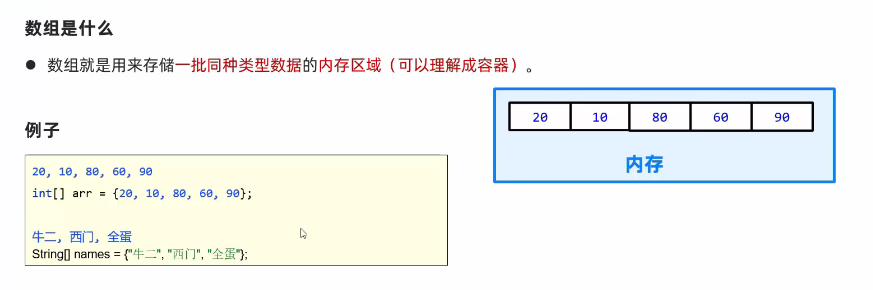 数组是什么
● 数组就是用来存储一批同种类型数据的内存区域（可以理解成容器）。
20 10 80 60 90
内存
例子
20, 10, 80, 60, 90
int[] arr = {20, 10, 80, 60, 90};
牛二, 西门, 全蛋
String[] names = {"牛二", "西门", "全蛋"};